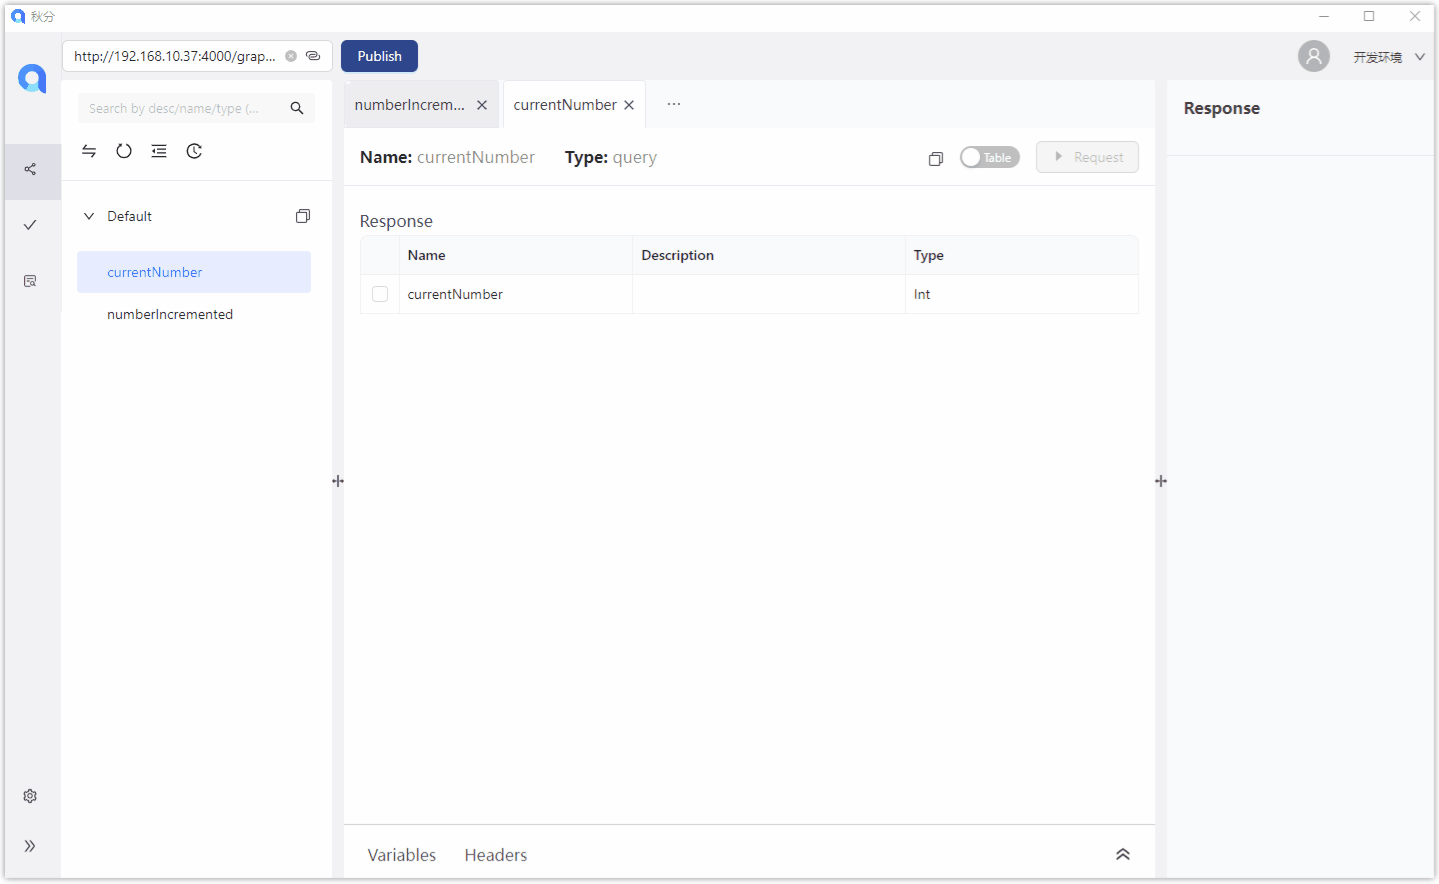 秋分
http://192.168.10.37:4000/grap...
Publish
开发环境
Search by desc/name/type (...
Default
currentNumber
numberIncremented
numberIncrem...
currentNumber
...
Name: currentNumber
Type: query
Table
Request
Response
Name
Description
Type
currentNumber
Int
Variables
Headers
Response